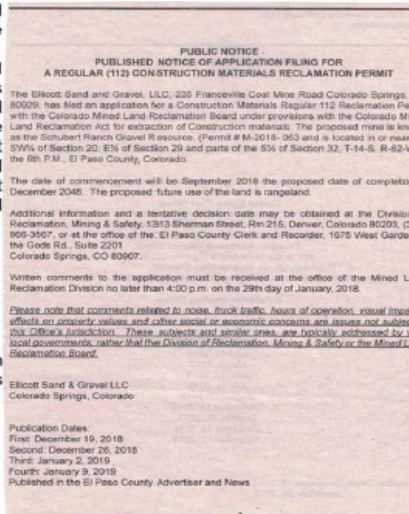 PUBLIC NOTICE -
PUBLISHED NOTICE OF APPLICATION FILING FOR
A REGULAR (112) CONSTRUCTION MATERIALS RECLAMATION PERMIT
The Ellicott Sand and Gravel, LLC, 235 Franceville Coal Mine Road Colorado Springs,
80929, has filed an application for a Construction Materials Regular 112 Reclamation Pe
with the Colorado Mined Land Reclamation Board under provisions with the Colorado M
Land Reclamation Act for extraction of Construction materials. The proposed mine is kn
as the Schubert Ranch Gravel Resource, (Permit # M-2018- 063 and is located in or near
of Section 20, of Section 29 and parts of the of Section 32, T-14-S, R-62-
the 6th P.M., El Paso County, Colorado.
The date of commencement will be September 2018 the proposed date of completio
December 2048. The proposed future use of the land is rangeland.
Additional information and a tentative decision date may be obtained at the Division
Reclamation, Mining & Safety, 1313 Sherman Street, Rm 215, Denver, Colorado 80203, (3
866-3567, or at the office of the El Paso County Clerk and Recorder, 1675 West Garde
the Gods Rd., Suite 2201
Colorado Springs, CO 80907.
Written comments to the application must be received at the office of the Mined L
Reclamation Division no later than 4:00 p.m. on the 29th day of January, 2018.
Please note that comments related to noise, truck traffic, hours of operation, visual impa
effects on property values and other social or economic concerns are issues not subjec
this Office's jurisdiction. These subjects and similar ones, are typically addressed by
local governments, rather that the Division of Reclamation, Mining & Safety or the Mined L
Reclamation Board.
Ellicott Sand & Gravel LLC
Colorado Springs, Colorado
Publication Dates:
First: December 19, 2018
Second: December 26, 2018
Third: January 2, 2019
Fourth: January 9, 2019
Published in the El Paso County Advertiser and News